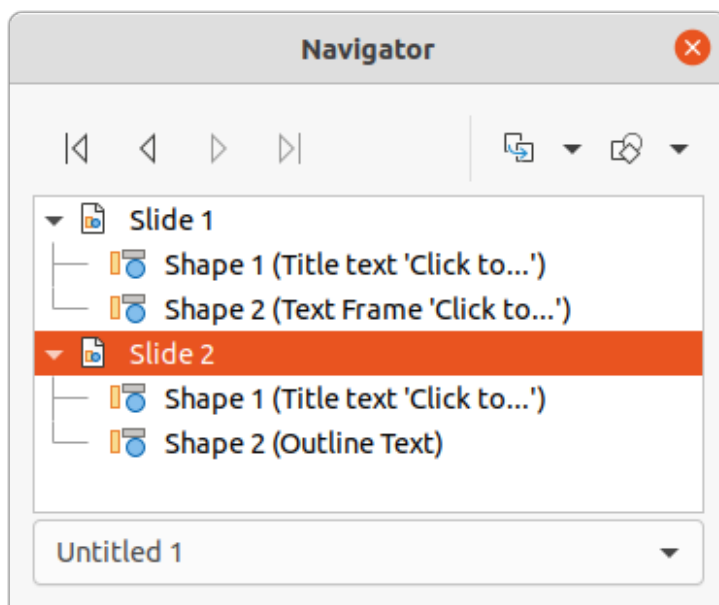 Navigator
Slide 1
Shape 1 (Title text 'Click to...')
Shape 2 (Text Frame 'Click to...')
Slide 2
Shape 1 (Title text 'Click to...')
Shape 2 (Outline Text)
Untitled 1